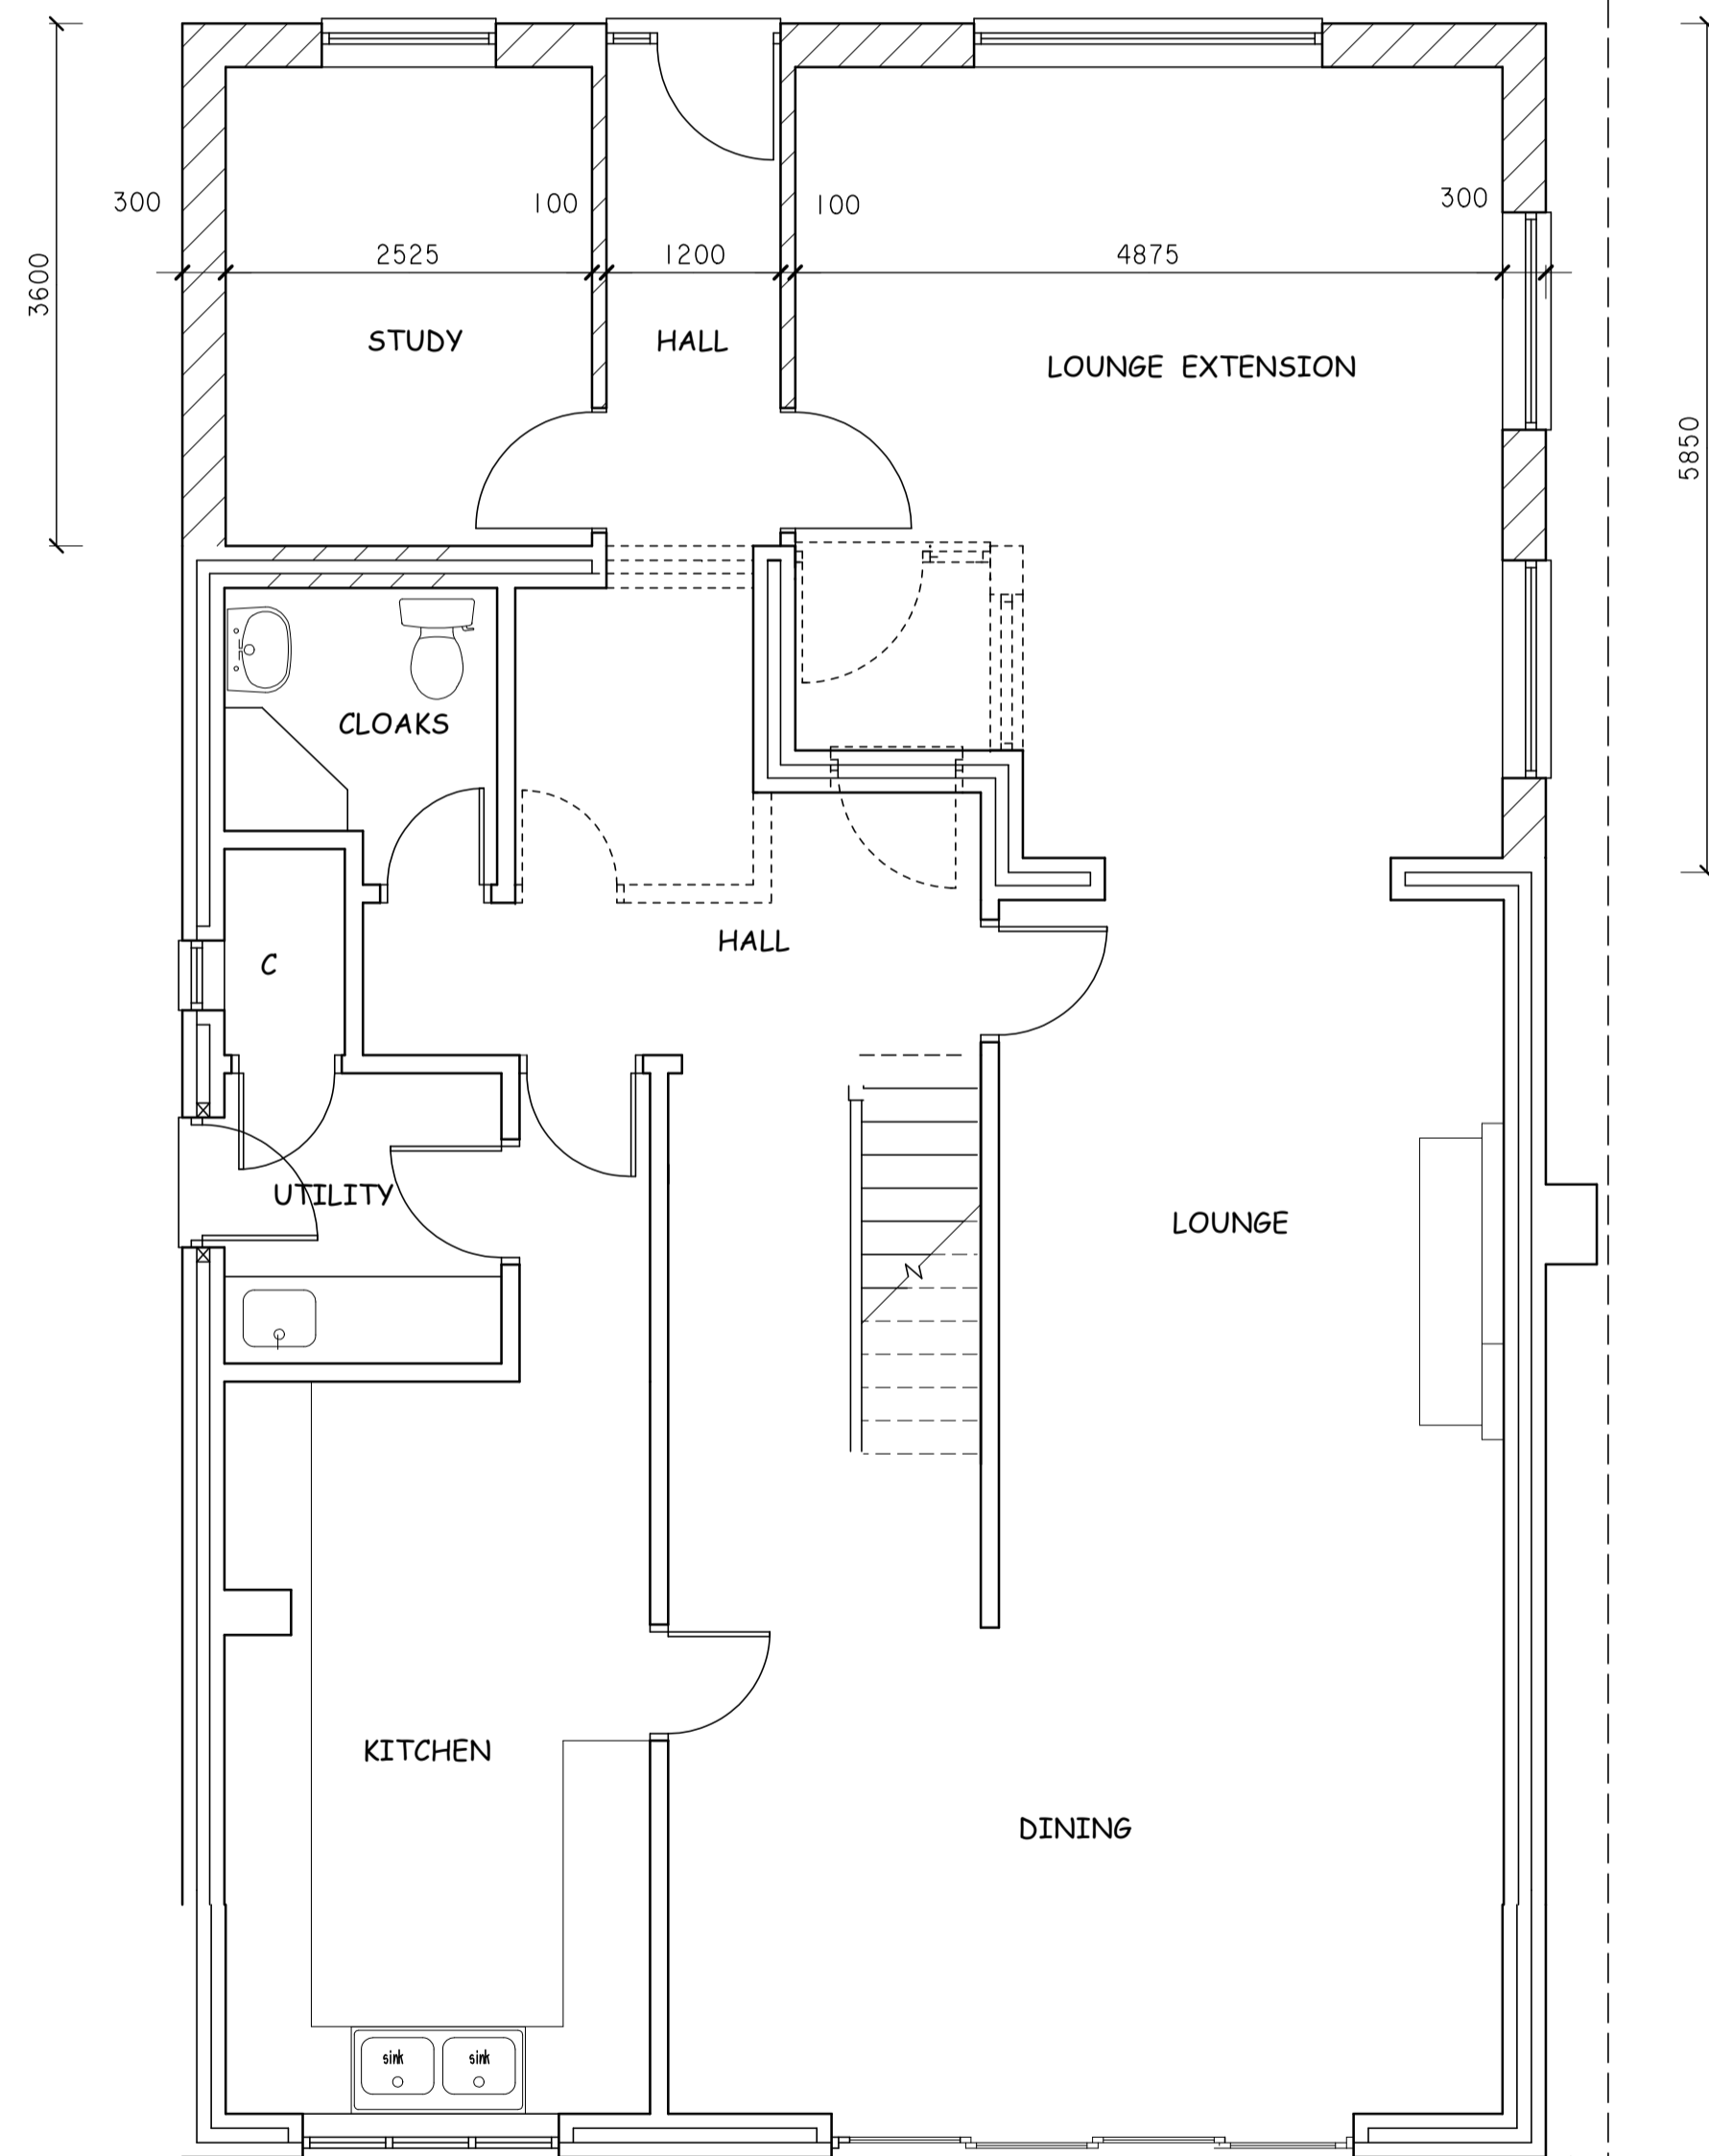 300
100
100
300
2525
1200
4875
3600
STUDY
HALL
LOUNGE EXTENSION
5850
CLOAKS
HALL
C
UTILITY
LOUNGE
KITCHEN
DINING
sink
sink